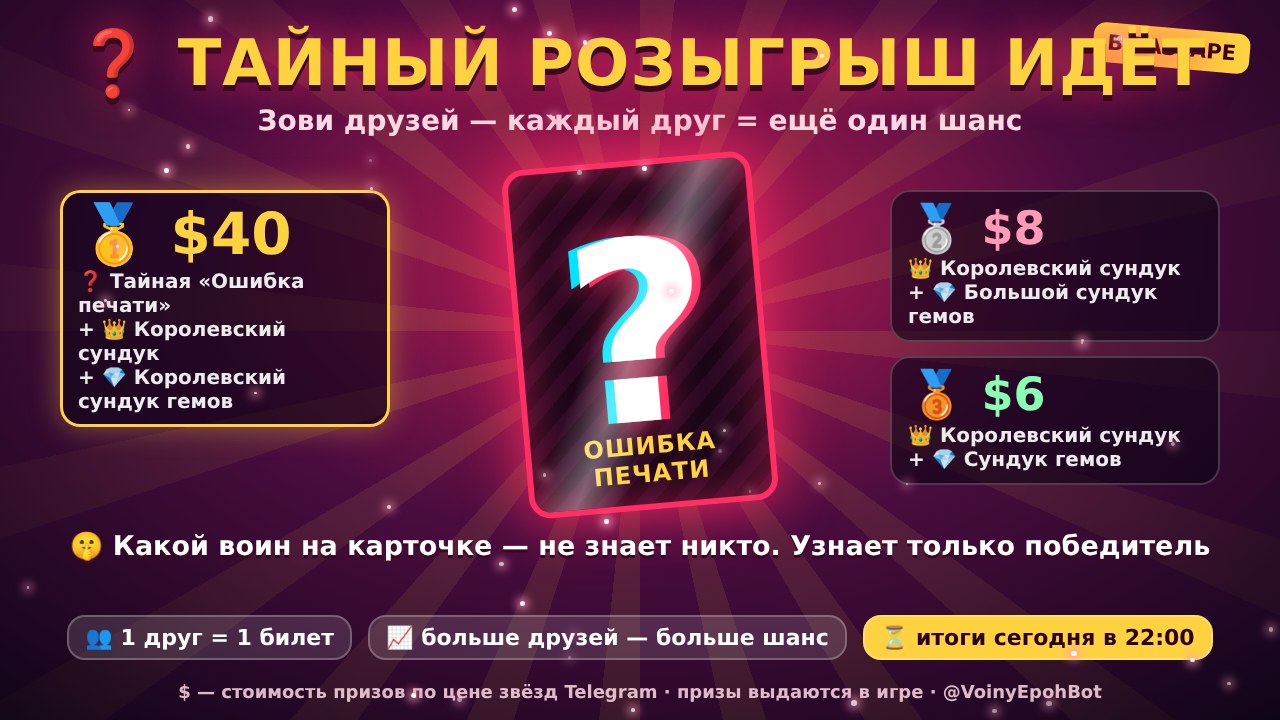 ❓ ТАЙНЫЙ РОЗЫГРЫШ ИДЁТ
Зови друзей — каждый друг = ещё один шанс
🥇 $40
❓ Тайная «Ошибка
печати»
+ 👑 Королевский
сундук
+ 💎 Королевский
сундук гемов
?
ОШИБКА
ПЕЧАТИ
🥈 $8
👑 Королевский сундук
+ 💎 Большой сундук
гемов
🥉 $6
👑 Королевский сундук
+ 💎 Сундук гемов
🤫 Какой воин на карточке — не знает никто. Узнает только победитель
👥 1 друг = 1 билет
📈 больше друзей — больше шанс
⏳ итоги сегодня в 22:00
$ — стоимость призов по цене звёзд Telegram · призы выдаются в игре · @VoinyEpohBot